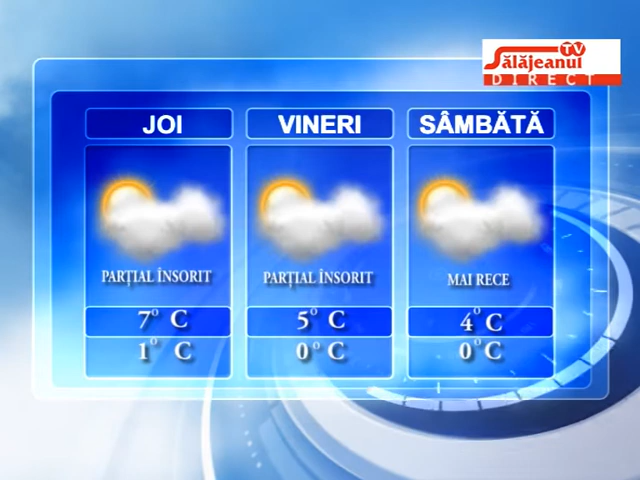 TV
Sălăjeanul
DIRECT
JOI VINERI SÂMBĂTĂ
PARȚIAL ÎNSORIT PARȚIAL ÎNSORIT MAI RECE
7° C 5° C 4° C
1° C 0° C 0° C